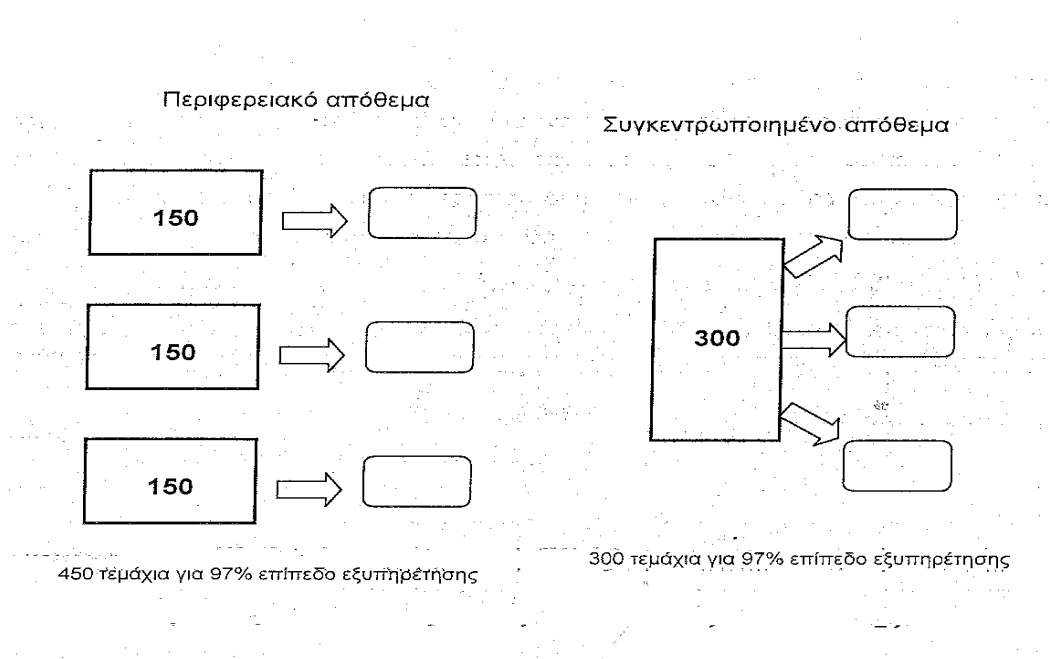 Περιφερειακό απόθεμα
Συγκεντρωποιημένο απόθεμα
150
150
150
300
450 τεμάχια για 97% επίπεδο εξυπηρέτησης
300 τεμάχια για 97% επίπεδο εξυπηρέτησης